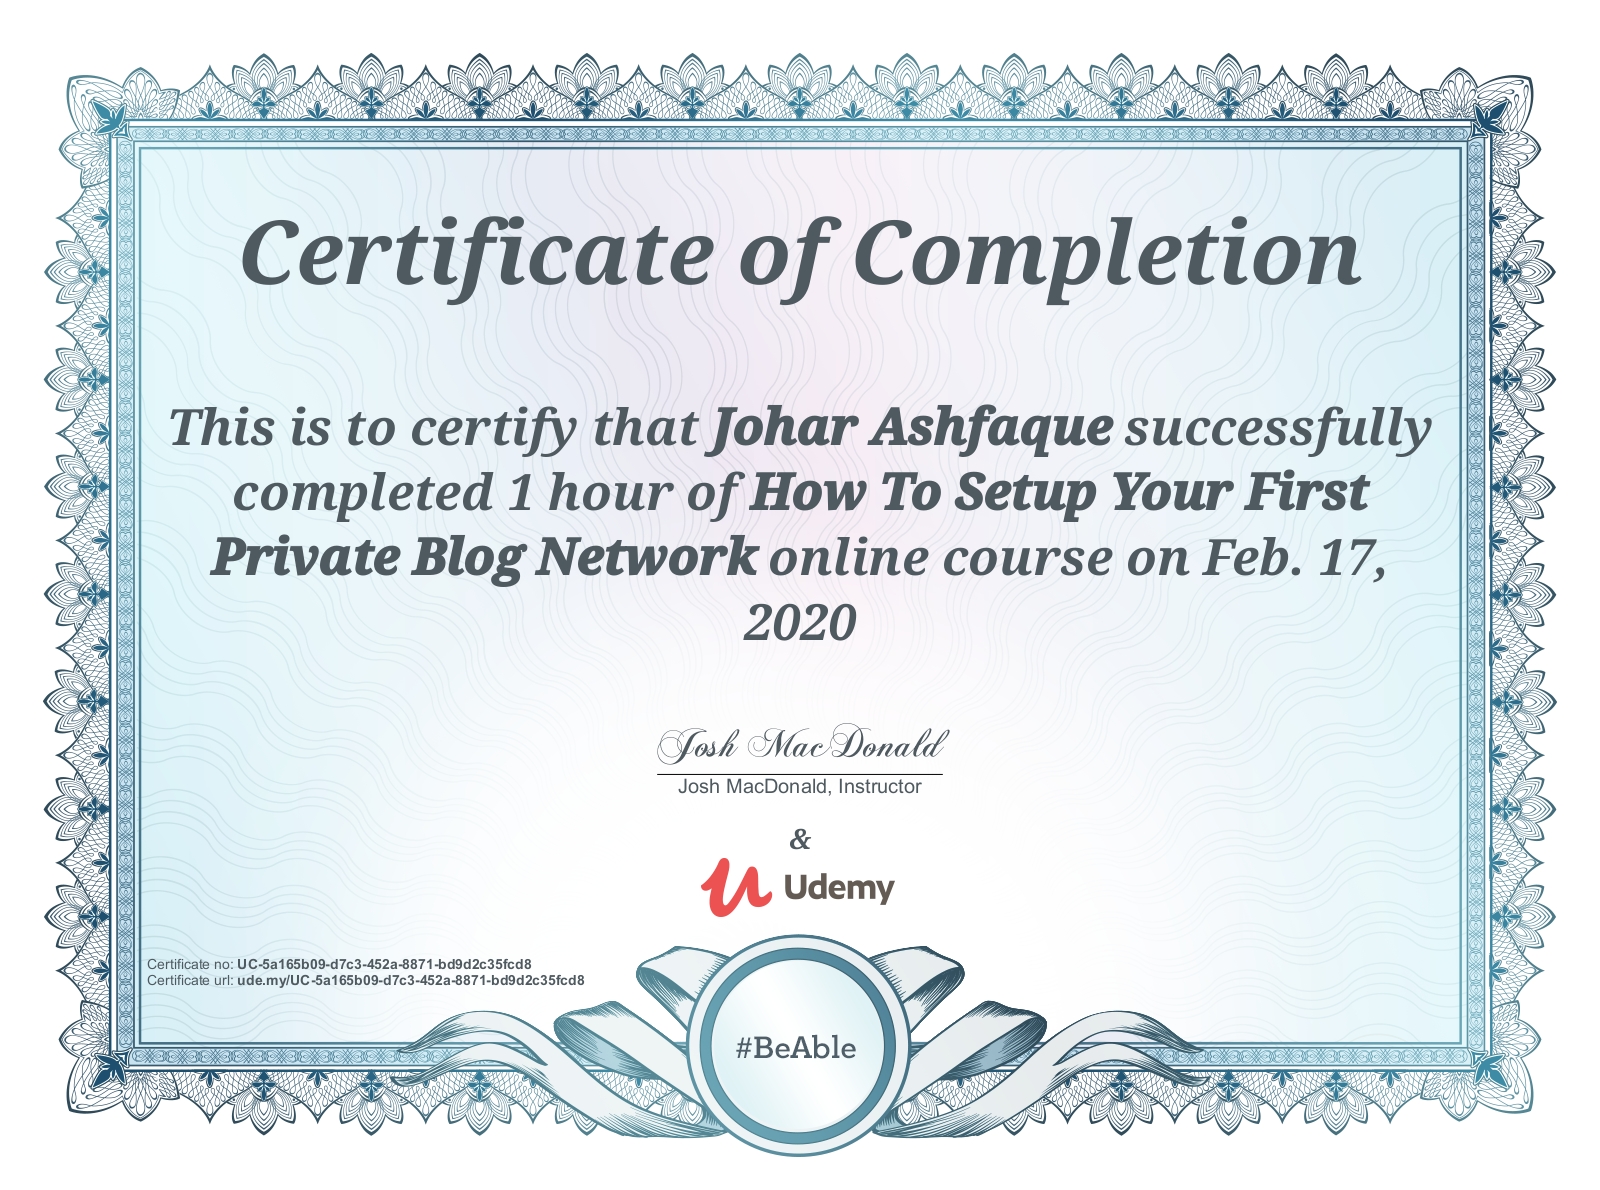 Certificate of Completion
This is to certify that Johar Ashfaque successfully
completed 1 hour of How To Setup Your First
Private Blog Network online course on Feb. 17,
2020
Josh MacDonald
Josh MacDonald, Instructor
&
Udemy
Certificate no: UC-5a165b09-d7c3-452a-8871-bd9d2c35fcd8
Certificate url: ude.my/UC-5a165b09-d7c3-452a-8871-bd9d2c35fcd8
#BeAble